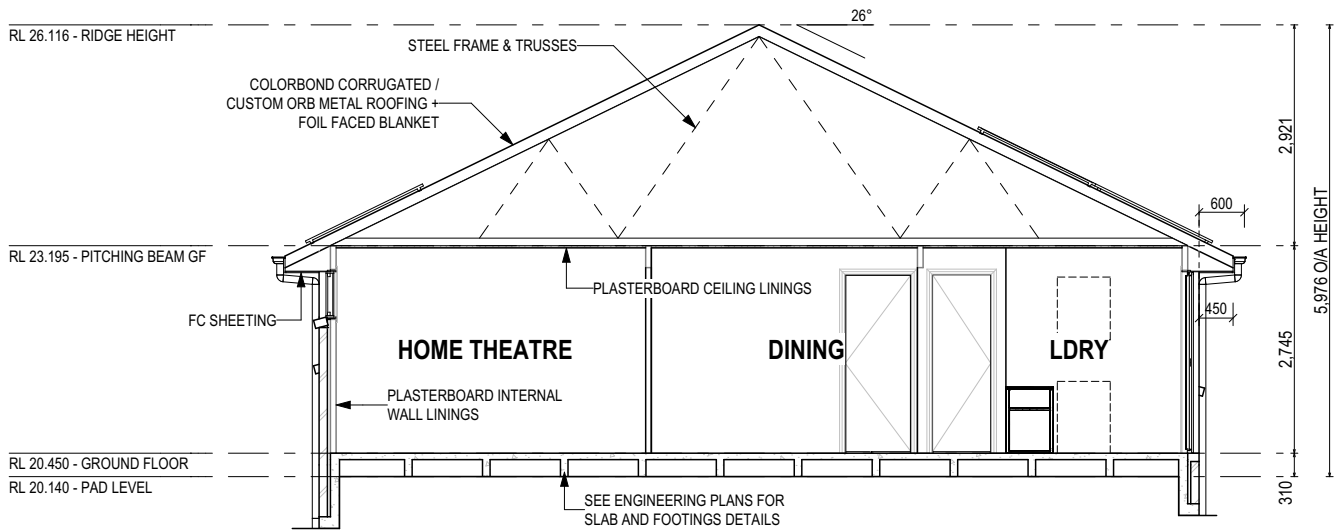 RL 26.116 - RIDGE HEIGHT
26°
STEEL FRAME & TRUSSES
COLORBOND CORRUGATED /
CUSTOM ORB METAL ROOFING +
FOIL FACED BLANKET
2,921
600
5,976 O/A HEIGHT
RL 23.195 - PITCHING BEAM GF
PLASTERBOARD CEILING LININGS
FC SHEETING
450
HOME THEATRE
DINING
LDRY
2,745
PLASTERBOARD INTERNAL
WALL LININGS
RL 20.450 - GROUND FLOOR
RL 20.140 - PAD LEVEL
310
SEE ENGINEERING PLANS FOR
SLAB AND FOOTINGS DETAILS